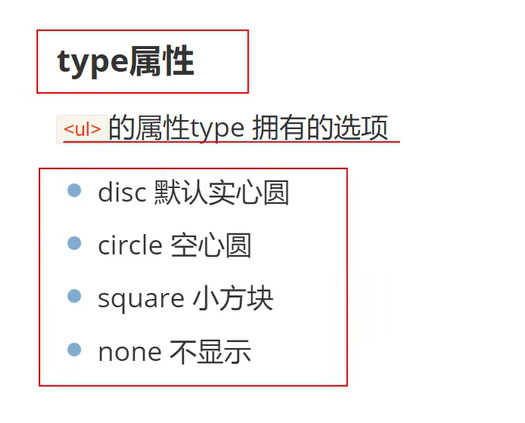 type属性
<ul>的属性type 拥有的选项
disc 默认实心圆
circle 空心圆
square 小方块
none 不显示